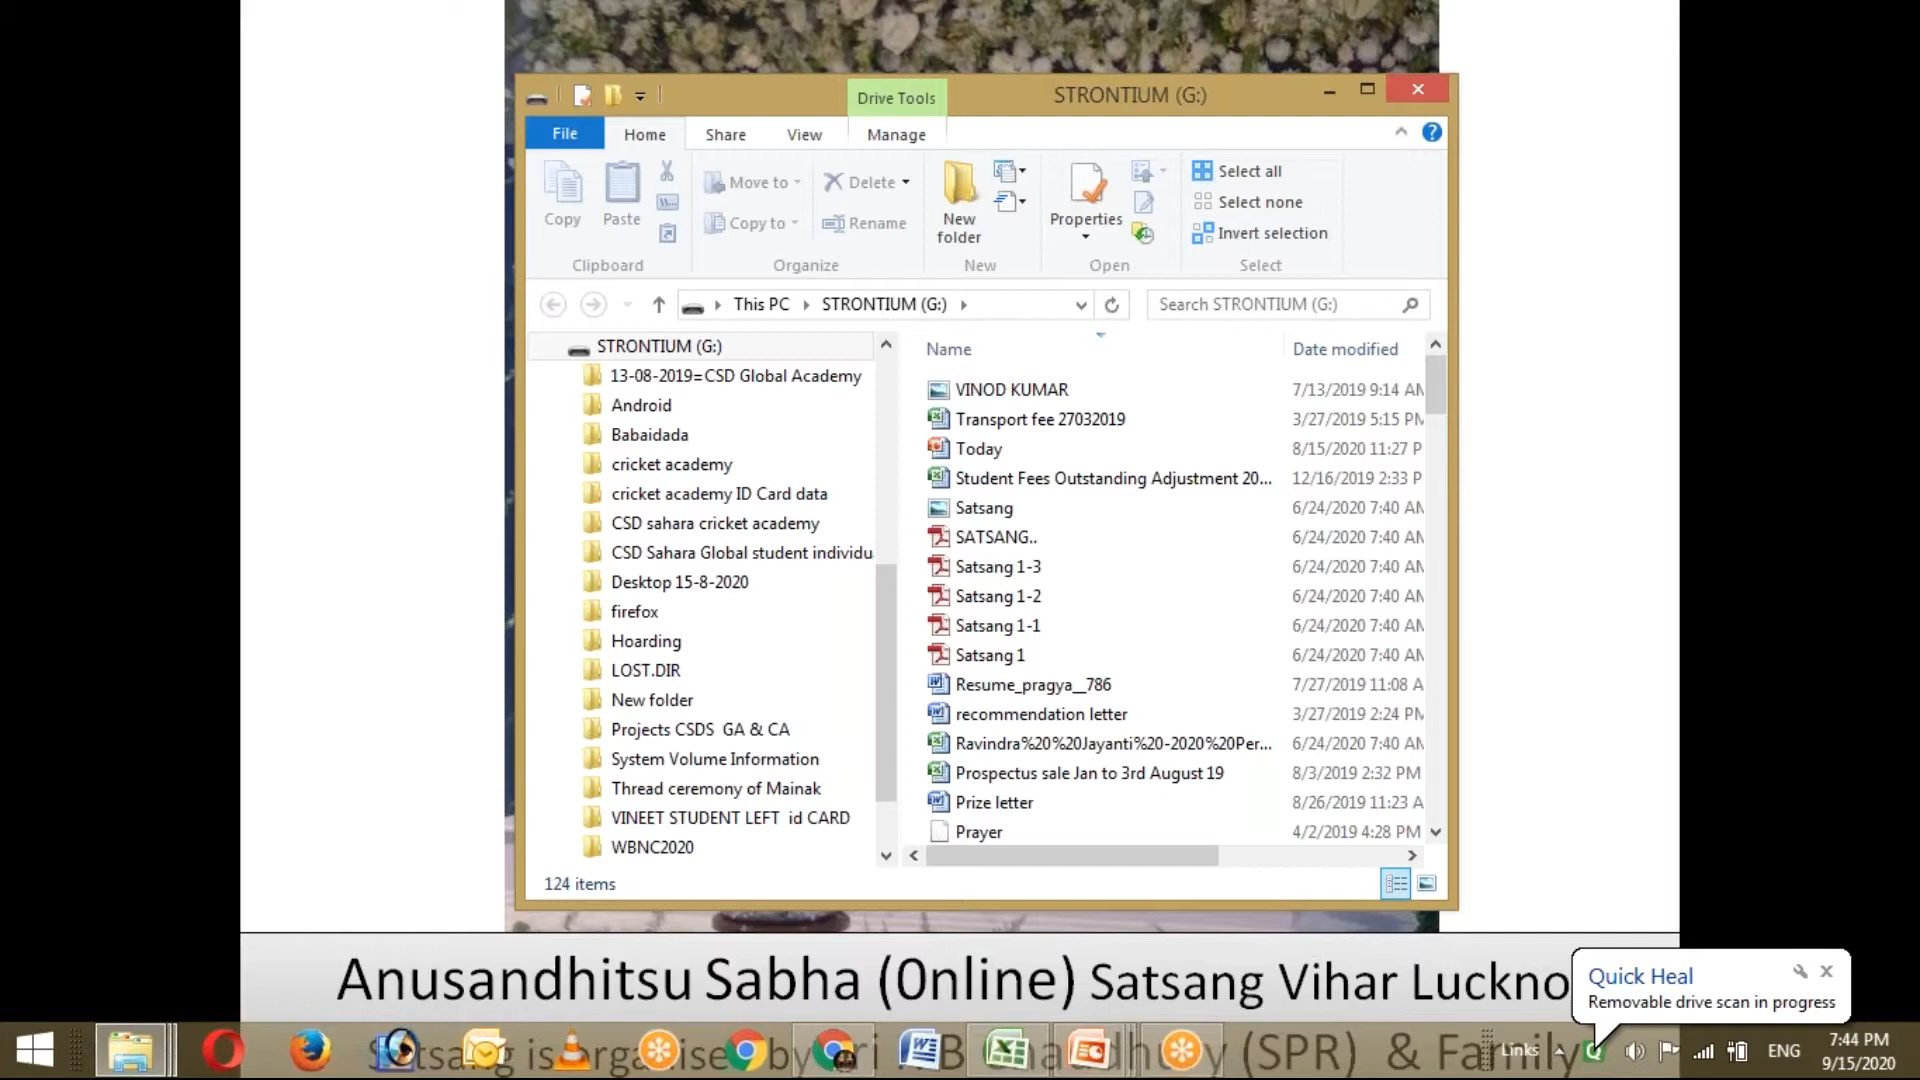 Drive Tools
STRONTIUM (G:)
File
Home
Share
View
Manage
Copy
Paste
Move to
Copy to
Delete
Rename
New folder
Properties
Select all
Select none
Invert selection
Clipboard
Organize
New
Open
Select
This PC
STRONTIUM (G:)
Search STRONTIUM (G:)
STRONTIUM (G:)
13-08-2019=CSD Global Academy
Android
Babaidada
cricket academy
cricket academy ID Card data
CSD sahara cricket academy
CSD Sahara Global student individu
Desktop 15-8-2020
firefox
Hoarding
LOST.DIR
New folder
Projects CSDS GA & CA
System Volume Information
Thread ceremony of Mainak
VINEET STUDENT LEFT id CARD
WBNC2020
Name Date modified
VINOD KUMAR 7/13/2019 9:14 AM
Transport fee 27032019 3/27/2019 5:15 PM
Today 8/15/2020 11:27 P
Student Fees Outstanding Adjustment 20... 12/16/2019 2:33 P
Satsang 6/24/2020 7:40 AM
SATSANG.. 6/24/2020 7:40 AM
Satsang 1-3 6/24/2020 7:40 AM
Satsang 1-2 6/24/2020 7:40 AM
Satsang 1-1 6/24/2020 7:40 AM
Satsang 1 6/24/2020 7:40 AM
Resume_pragya__786 7/27/2019 11:08 A
recommendation letter 3/27/2019 2:24 PM
Ravindra%20%20Jayanti%20-2020%20Per... 6/24/2020 7:40 AM
Prospectus sale Jan to 3rd August 19 8/3/2019 2:32 PM
Prize letter 8/26/2019 11:23 A
Prayer 4/2/2019 4:28 PM
124 items
Anusandhitsu Sabha (Online) Satsang Vihar Luckno
Quick Heal
Removable drive scan in progress
Satsang is organise by (SPR) & Family
Links
ENG
7:44 PM
9/15/2020